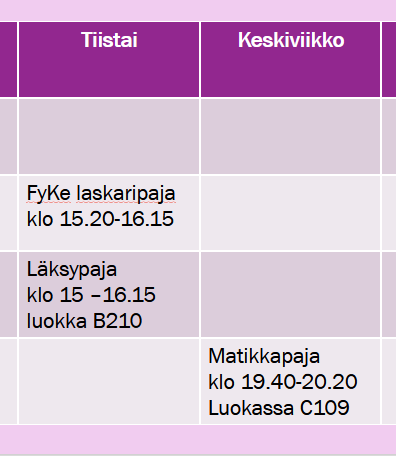 Tiistai
Keskiviikko
FyKe laskaripaja
klo 15.20-16.15
Läksypaja
klo 15 –16.15
luokka B210
Matikkapaja
klo 19.40-20.20
Luokassa C109